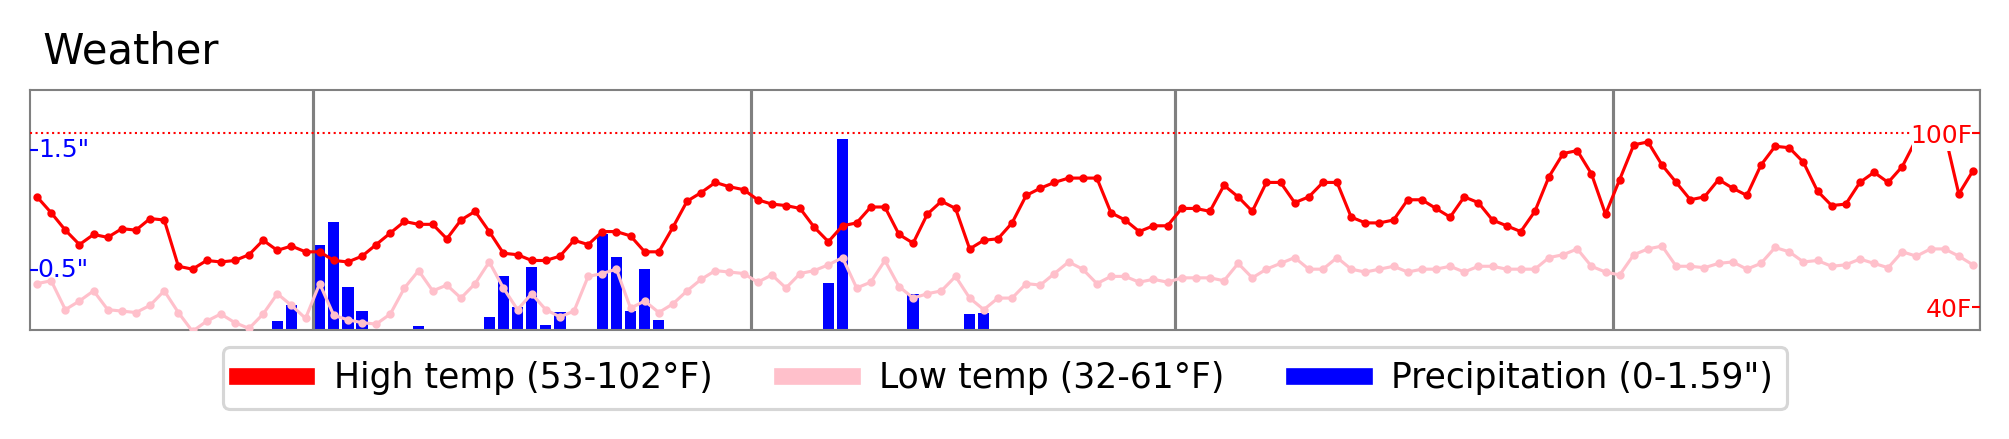 Weather
1.5"
100F
0.5"
40F
High temp (53-102°F) Low temp (32-61°F) Precipitation (0-1.59")